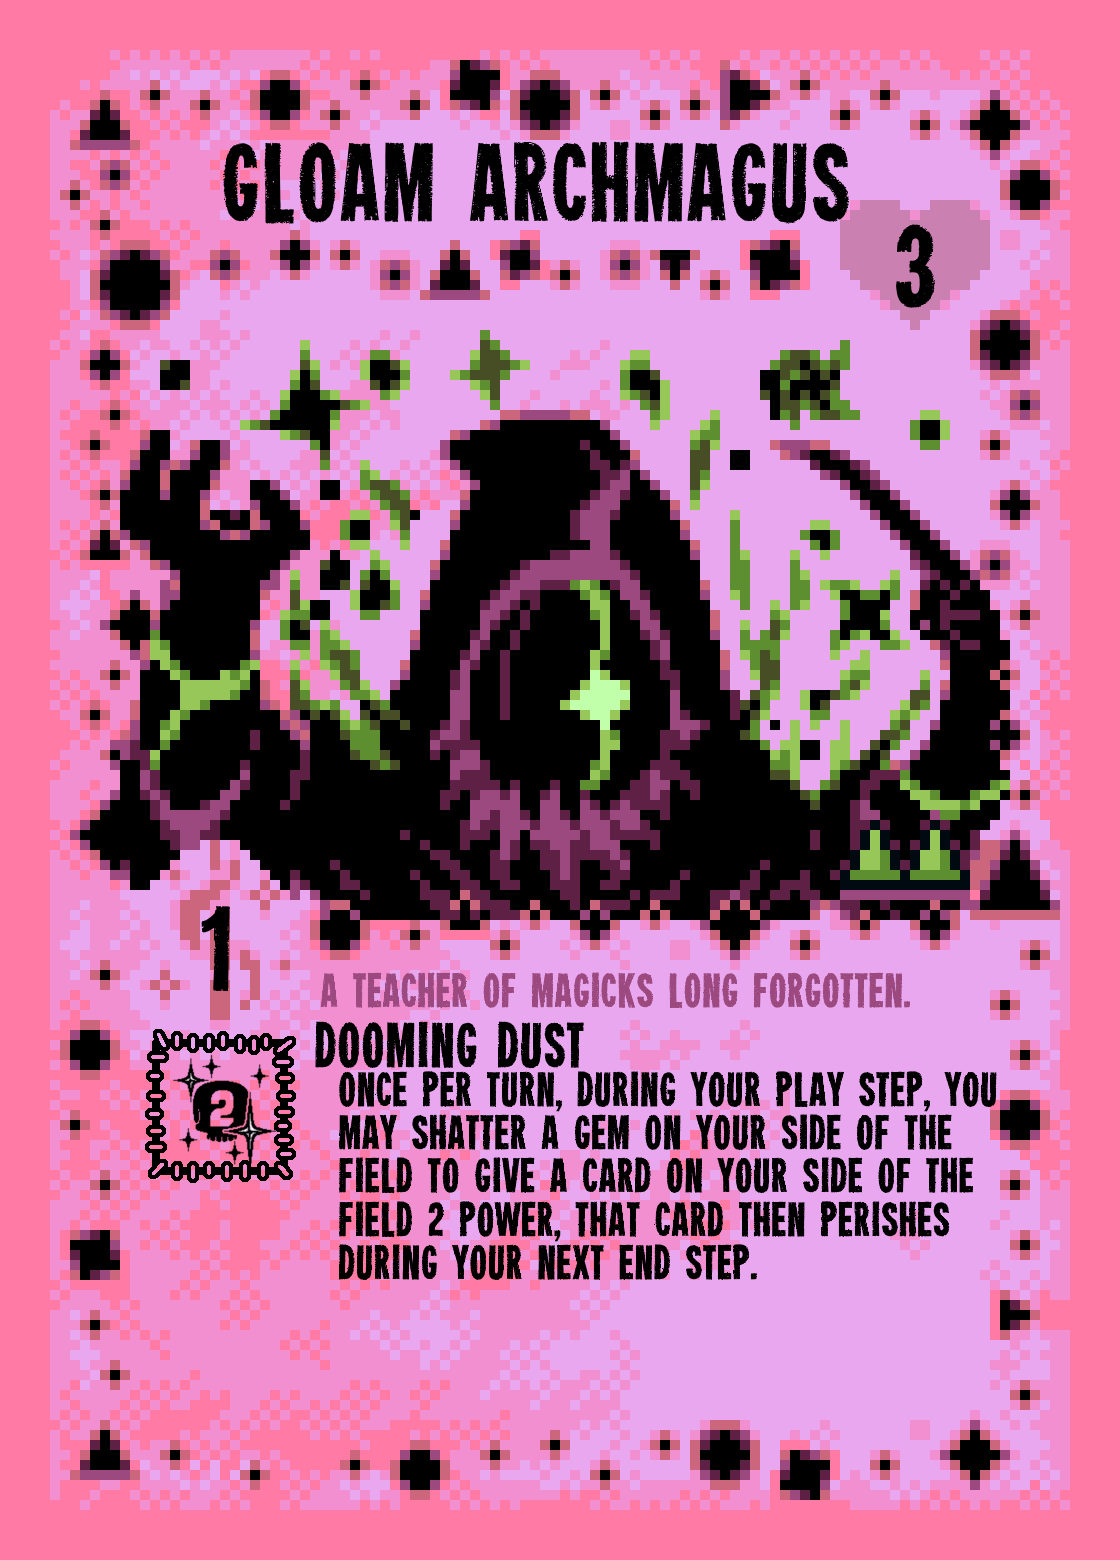 GLOAM ARCHMAGUS
3
1
A TEACHER OF MAGICKS LONG FORGOTTEN.
DOOMING DUST
2
ONCE PER TURN, DURING YOUR PLAY STEP, YOU
MAY SHATTER A GEM ON YOUR SIDE OF THE
FIELD TO GIVE A CARD ON YOUR SIDE OF THE
FIELD 2 POWER, THAT CARD THEN PERISHES
DURING YOUR NEXT END STEP.